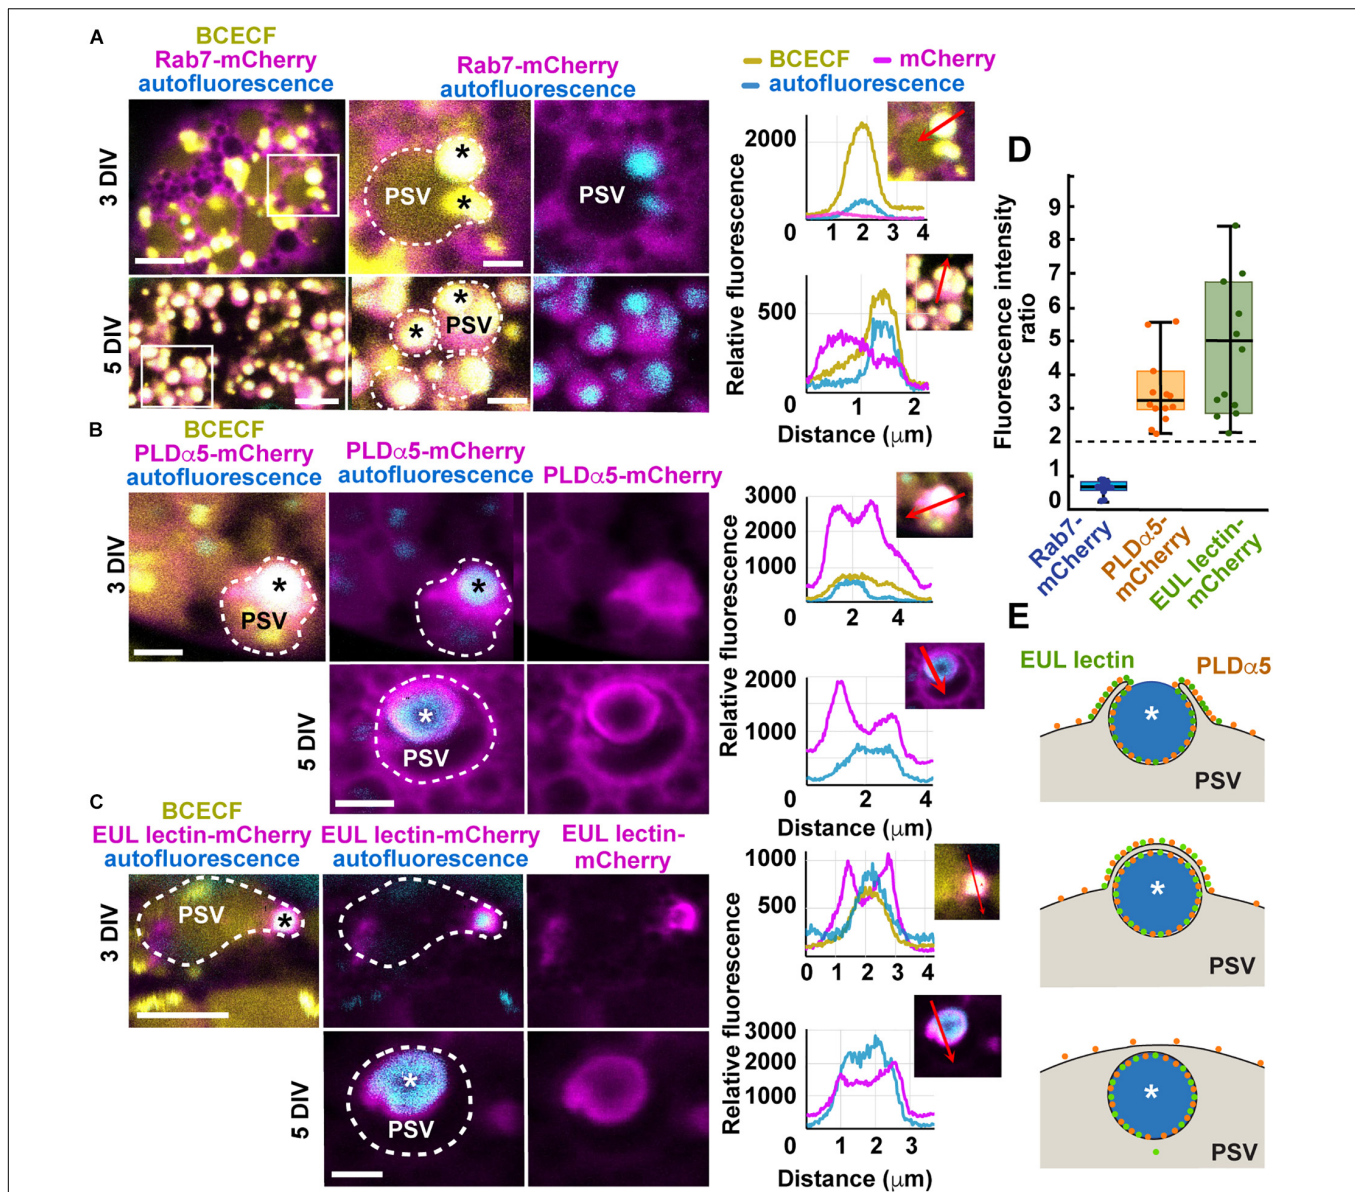 A
BCECF
Rab7-mCherry
autofluorescence
Rab7-mCherry
autofluorescence
BCECF
mCherry
autofluorescence
3 DIV
PSV
*
*
PSV
5 DIV
*
*
PSV
Relative fluorescence
2000
0
1 2 3 4
500
0
1 2
Distance (μm)
B
BCECF
PLDα5-mCherry
autofluorescence
PLDα5-mCherry
autofluorescence
PLDα5-mCherry
3 DIV
*
PSV
*
5 DIV
*
PSV
Relative fluorescence
3000
2000
1000
0
2 4
2000
1000
0
2 4
Distance (μm)
C
BCECF
EUL lectin-mCherry
autofluorescence
EUL lectin-mCherry
autofluorescence
EUL lectin-
mCherry
3 DIV
PSV
*
5 DIV
*
PSV
Relative fluorescence
1000
500
0 1 2 3 4
3000
2000
1000
0
1 2 3
Distance (μm)
D
Fluorescence intensity
ratio
9
8
7
6
5
4
3
2
1
0
Rab7-
mCherry
PLDα5-
mCherry
EUL lectin-
mCherry
E
EUL lectin
PLDα5
*
PSV
*
PSV
*
PSV